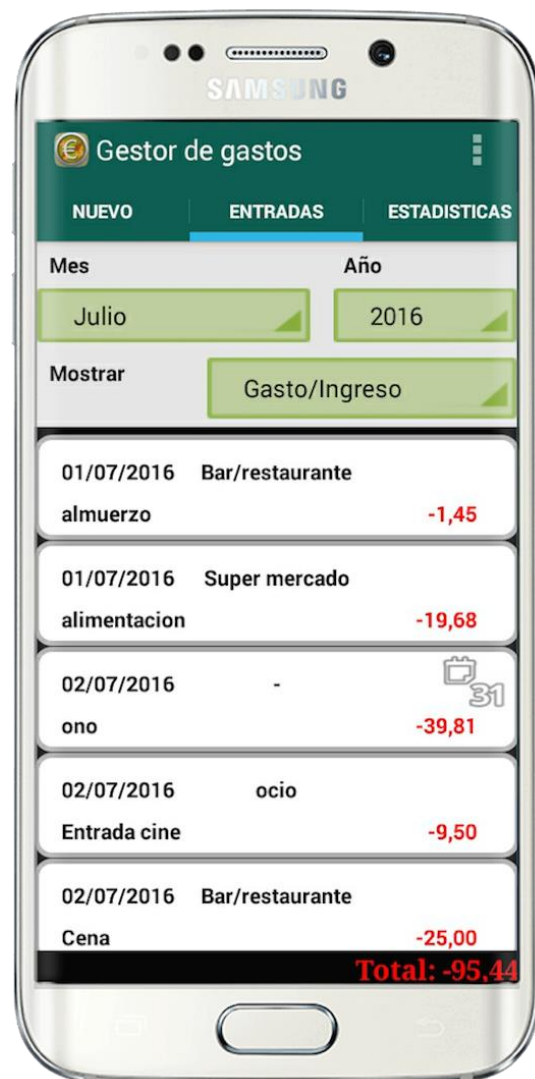 SAMSUNG
Gestor de gastos
NUEVO ENTRADAS ESTADISTICAS
Mes Año
Julio 2016
Mostrar Gasto/Ingreso
01/07/2016 Bar/restaurante
almuerzo -1,45
01/07/2016 Super mercado
alimentacion -19,68
31
02/07/2016 -
ono -39,81
02/07/2016 ocio
Entrada cine -9,50
02/07/2016 Bar/restaurante
Cena -25,00
Total: -95,44